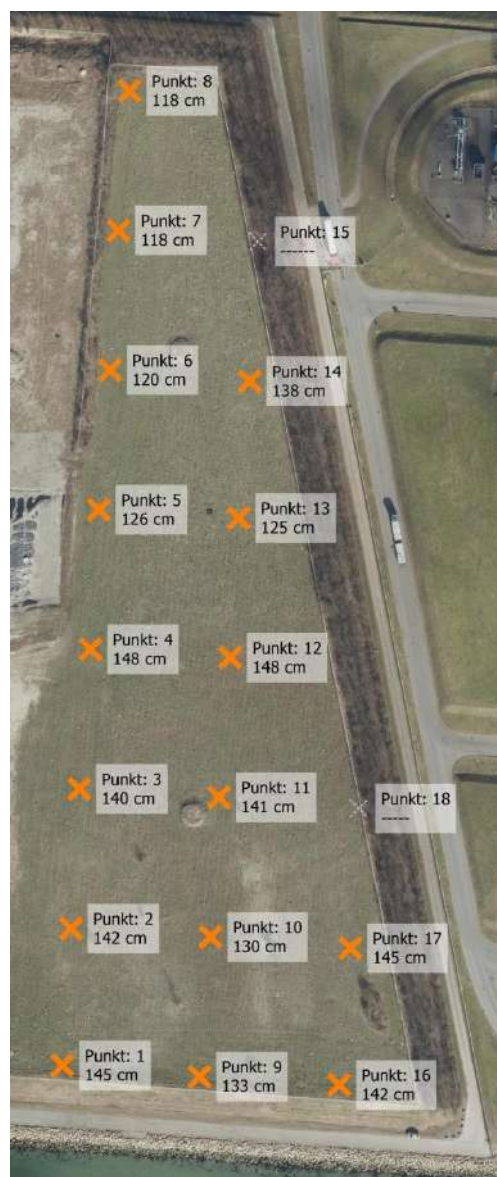 Punkt: 8
118 cm
Punkt: 7
118 cm
Punkt: 15
------
Punkt: 6
120 cm
Punkt: 14
138 cm
Punkt: 5
126 cm
Punkt: 13
125 cm
Punkt: 4
148 cm
Punkt: 12
148 cm
Punkt: 3
140 cm
Punkt: 11
141 cm
Punkt: 18
-----
Punkt: 2
142 cm
Punkt: 10
130 cm
Punkt: 17
145 cm
Punkt: 1
145 cm
Punkt: 9
133 cm
Punkt: 16
142 cm